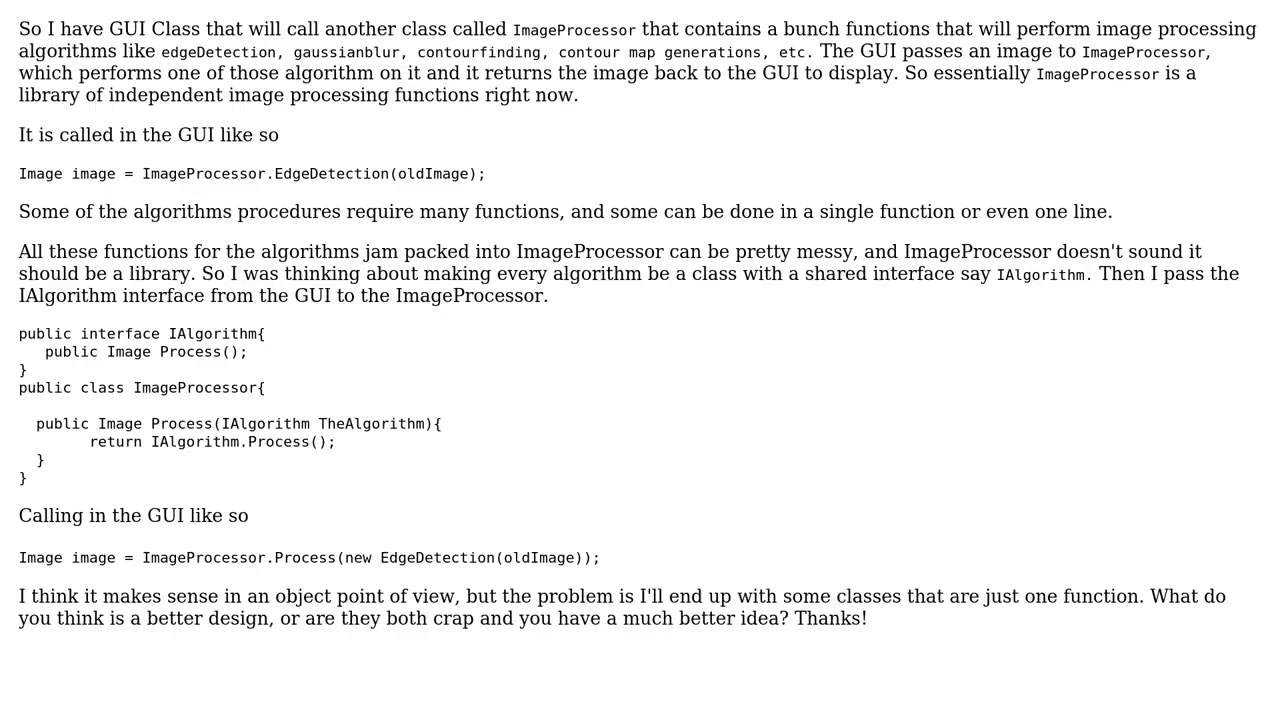 So I have GUI Class that will call another class called ImageProcessor that contains a bunch functions that will perform image processing
algorithms like edgeDetection, gaussianblur, contourfinding, contour map generations, etc. The GUI passes an image to ImageProcessor,
which performs one of those algorithm on it and it returns the image back to the GUI to display. So essentially ImageProcessor is a
library of independent image processing functions right now.
It is called in the GUI like so
Image image = ImageProcessor.EdgeDetection(oldImage);
Some of the algorithms procedures require many functions, and some can be done in a single function or even one line.
All these functions for the algorithms jam packed into ImageProcessor can be pretty messy, and ImageProcessor doesn't sound it
should be a library. So I was thinking about making every algorithm be a class with a shared interface say IAlgorithm. Then I pass the
IAlgorithm interface from the GUI to the ImageProcessor.
public interface IAlgorithm{
   public Image Process();
}
public class ImageProcessor{
  public Image Process(IAlgorithm TheAlgorithm){
        return IAlgorithm.Process();
  }
}
Calling in the GUI like so
Image image = ImageProcessor.Process(new EdgeDetection(oldImage));
I think it makes sense in an object point of view, but the problem is I'll end up with some classes that are just one function. What do
you think is a better design, or are they both crap and you have a much better idea? Thanks!